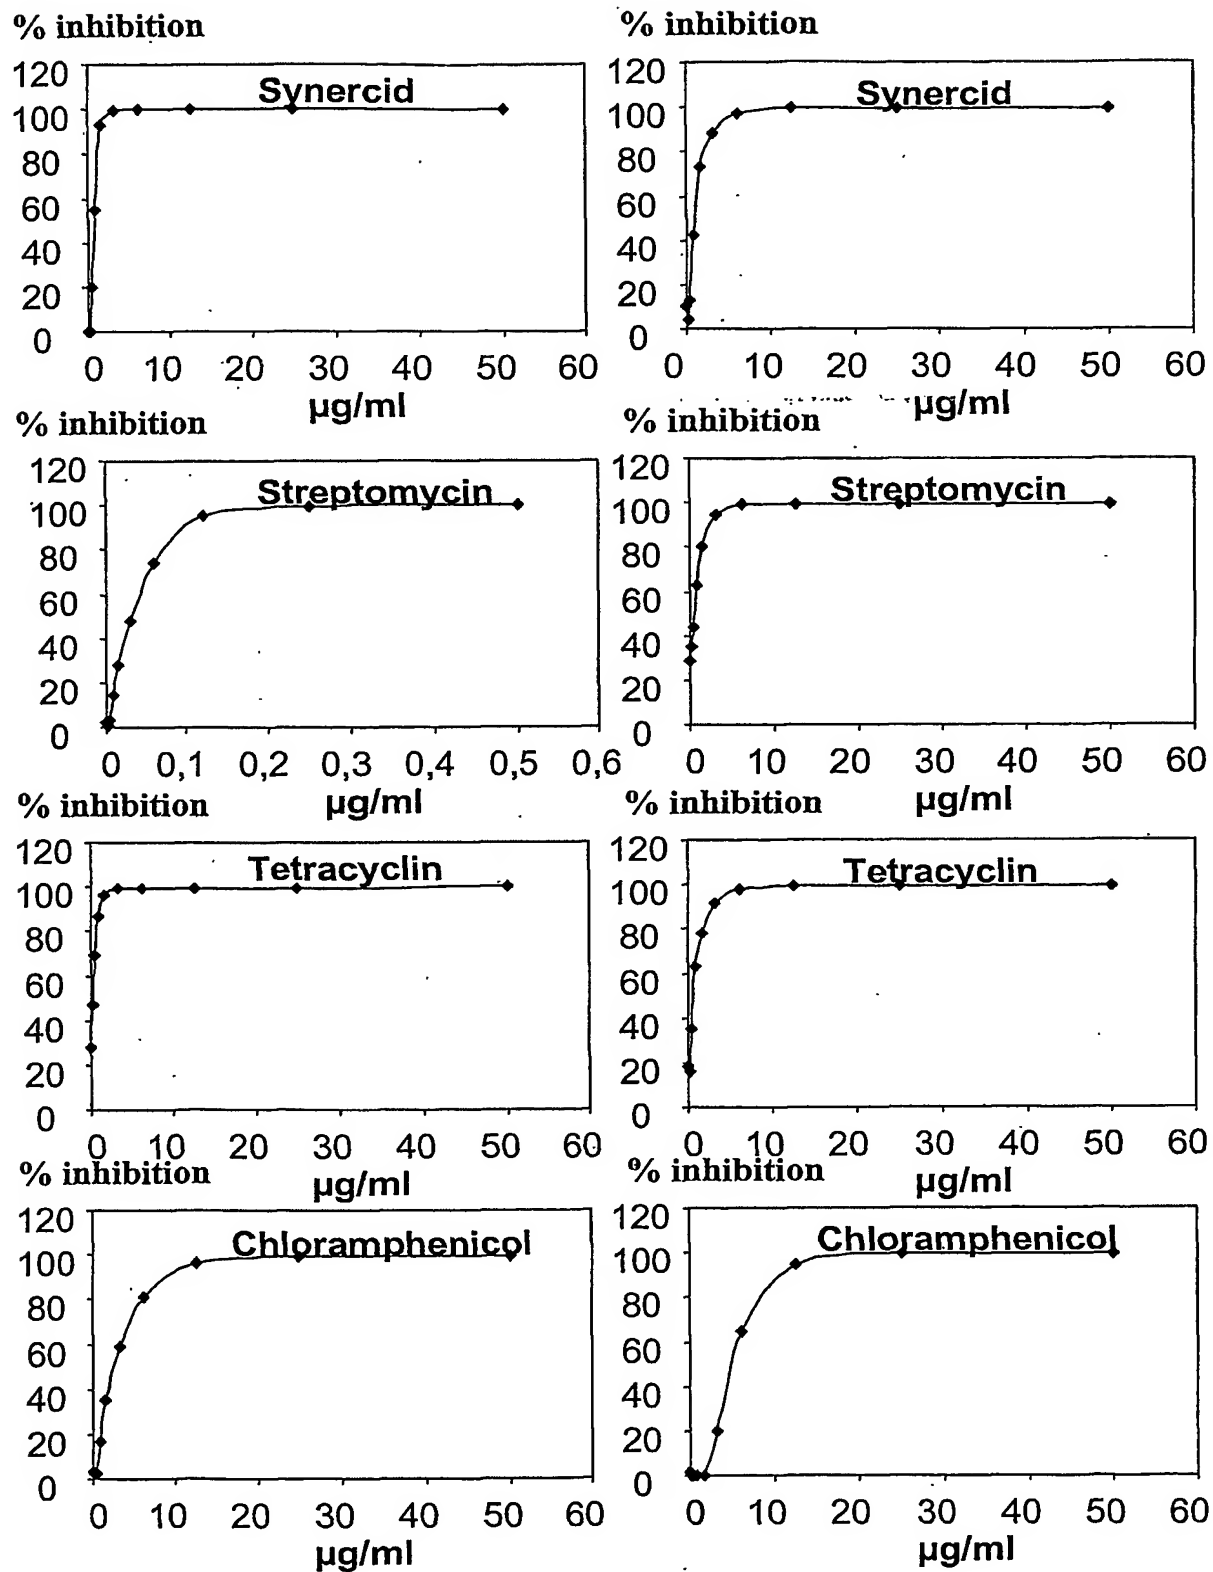 % inhibition % inhibition
120 120
Synercid Synercid
100 100
80 80
60 60
40 40
20 20
0 0
0 10 20 30 40 50 60 0 10 20 30 40 50 60
µg/ml µg/ml
% inhibition % inhibition
120 120
Streptomycin Streptomycin
100 100
80 80
60 60
40 40
20 20
0 0
0 0,1 0,2 0,3 0,4 0,5 0,6 0 10 20 30 40 50 60
µg/ml µg/ml
% inhibition % inhibition
120 120
Tetracyclin Tetracyclin
100 100
80 80
60 60
40 40
20 20
0 0
0 10 20 30 40 50 60 0 10 20 30 40 50 60
µg/ml µg/ml
% inhibition % inhibition
120 120
Chloramphenicol Chloramphenicol
100 100
80 80
60 60
40 40
20 20
0 0
0 10 20 30 40 50 60 0 10 20 30 40 50 60
µg/ml µg/ml